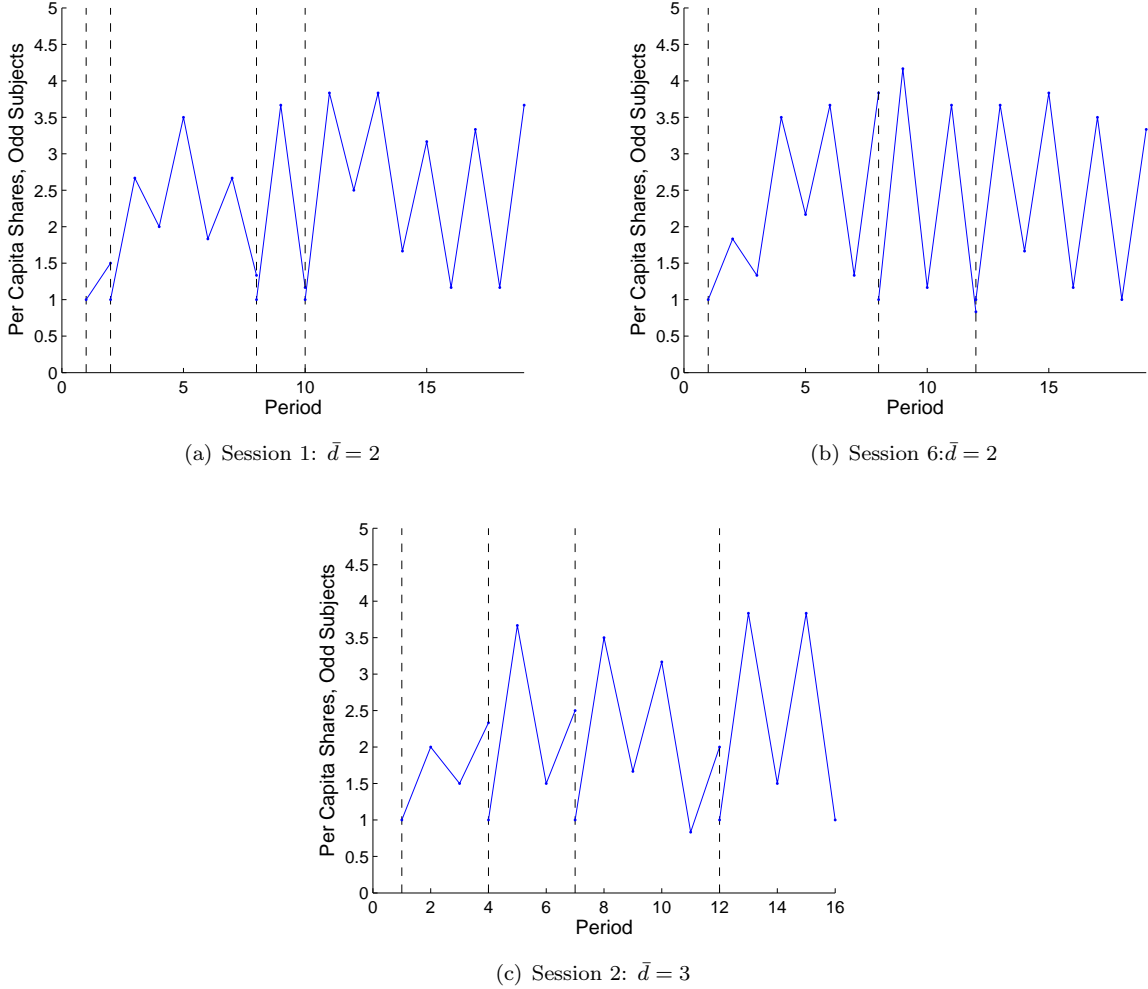 5
4.5
4
3.5
3
2.5
2
1.5
1
0.5
0
Per Capita Shares, Odd Subjects
0 5 10 15
Period
(a) Session 1: d̄ = 2
5
4.5
4
3.5
3
2.5
2
1.5
1
0.5
0
Per Capita Shares, Odd Subjects
0 5 10 15
Period
(b) Session 6:d̄ = 2
5
4.5
4
3.5
3
2.5
2
1.5
1
0.5
0
Per Capita Shares, Odd Subjects
0 2 4 6 8 10 12 14 16
Period
(c) Session 2: d̄ = 3